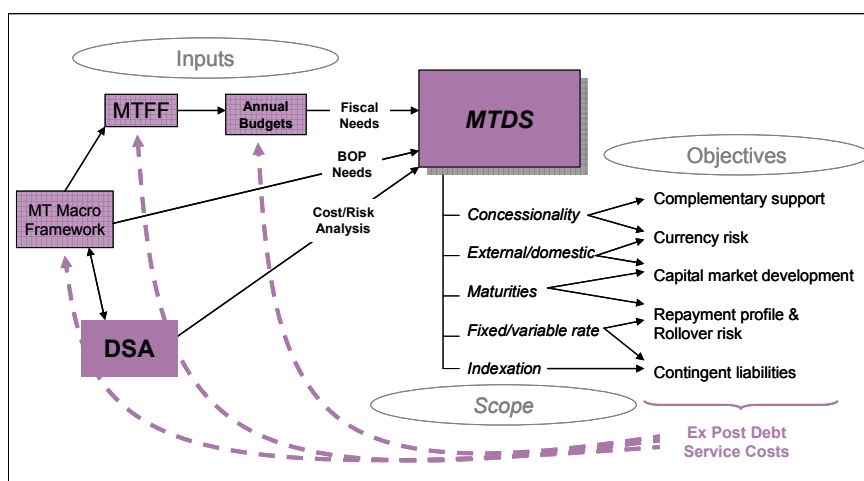 Inputs
MTFF
Annual
Budgets
Fiscal
Needs
MTDS
BOP
Needs
Objectives
MT Macro
Framework
Cost/Risk
Analysis
Concessionality
Complementary support
External/domestic
Currency risk
Maturities
Capital market development
DSA
Fixed/variable rate
Repayment profile &
Rollover risk
Indexation
Contingent liabilities
Scope
Ex Post Debt
Service Costs